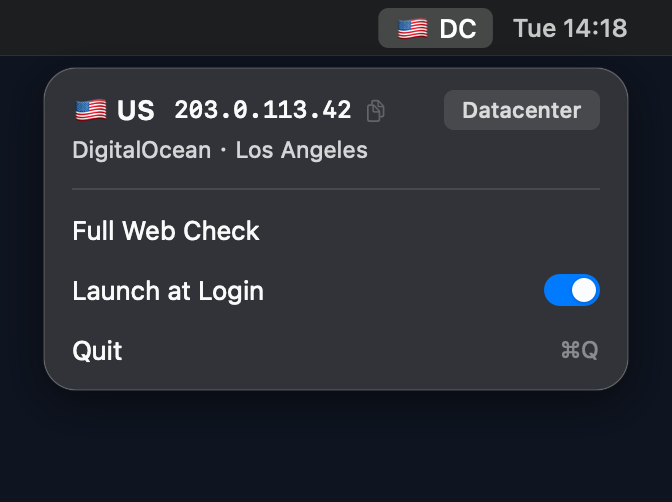 🇺🇸 DC Tue 14:18
🇺🇸 US 203.0.113.42 Datacenter
DigitalOcean · Los Angeles
Full Web Check
Launch at Login
Quit ⌘Q